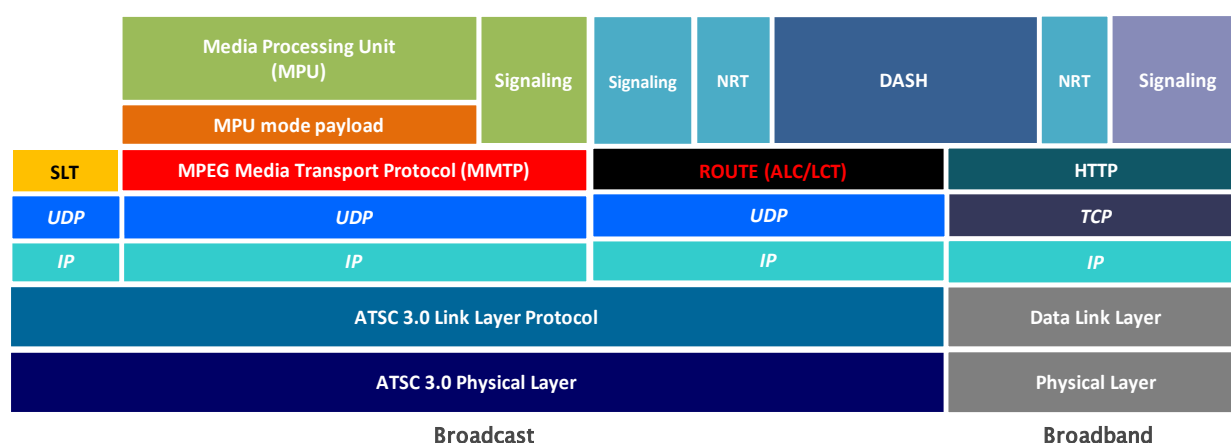 Media Processing Unit
(MPU)
Signaling
Signaling
NRT
DASH
NRT
Signaling
MPU mode payload
SLT
MPEG Media Transport Protocol (MMTP)
ROUTE (ALC/LCT)
HTTP
UDP
UDP
UDP
TCP
IP
IP
IP
IP
ATSC 3.0 Link Layer Protocol
Data Link Layer
ATSC 3.0 Physical Layer
Physical Layer
Broadcast
Broadband